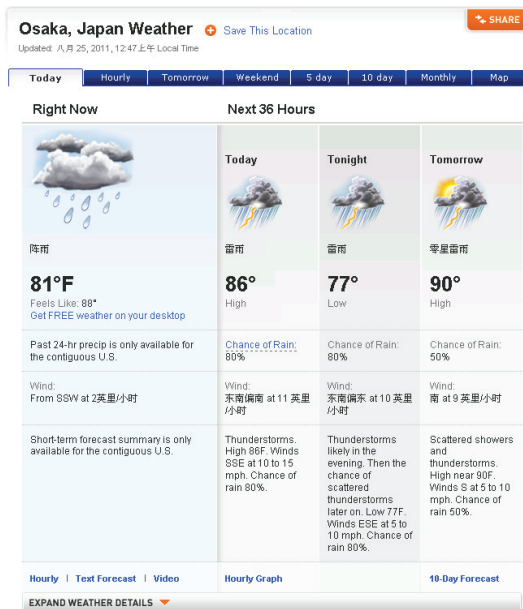 Osaka, Japan Weather
Save This Location
SHARE
Updated: 八月 25, 2011, 12:47上午 Local Time
Today Hourly Tomorrow Weekend 5 day 10 day Monthly Map
Right Now
Next 36 Hours
Today
Tonight
Tomorrow
阵雨
雷雨
雷雨
零星雷雨
81°F
86°
77°
90°
Feels Like: 88°
High
Low
High
Get FREE weather on your desktop
Past 24-hr precip is only available for
the contiguous U.S.
Chance of Rain:
80%
Chance of Rain:
80%
Chance of Rain:
50%
Wind:
From SSW at 2英里/小时
Wind:
东南偏南 at 11 英里
/小时
Wind:
东南偏东 at 10 英里
/小时
Wind:
南 at 9 英里/小时
Short-term forecast summary is only
available for the contiguous U.S.
Thunderstorms.
High 86F. Winds
SSE at 10 to 15
mph. Chance of
rain 80%.
Thunderstorms
likely in the
evening. Then the
chance of
scattered
thunderstorms
later on. Low 77F.
Winds ESE at 5 to
10 mph. Chance of
rain 80%.
Scattered showers
and
thunderstorms.
High near 90F.
Winds S at 5 to 10
mph. Chance of
rain 50%.
Hourly | Text Forecast | Video
Hourly Graph
10-Day Forecast
EXPAND WEATHER DETAILS